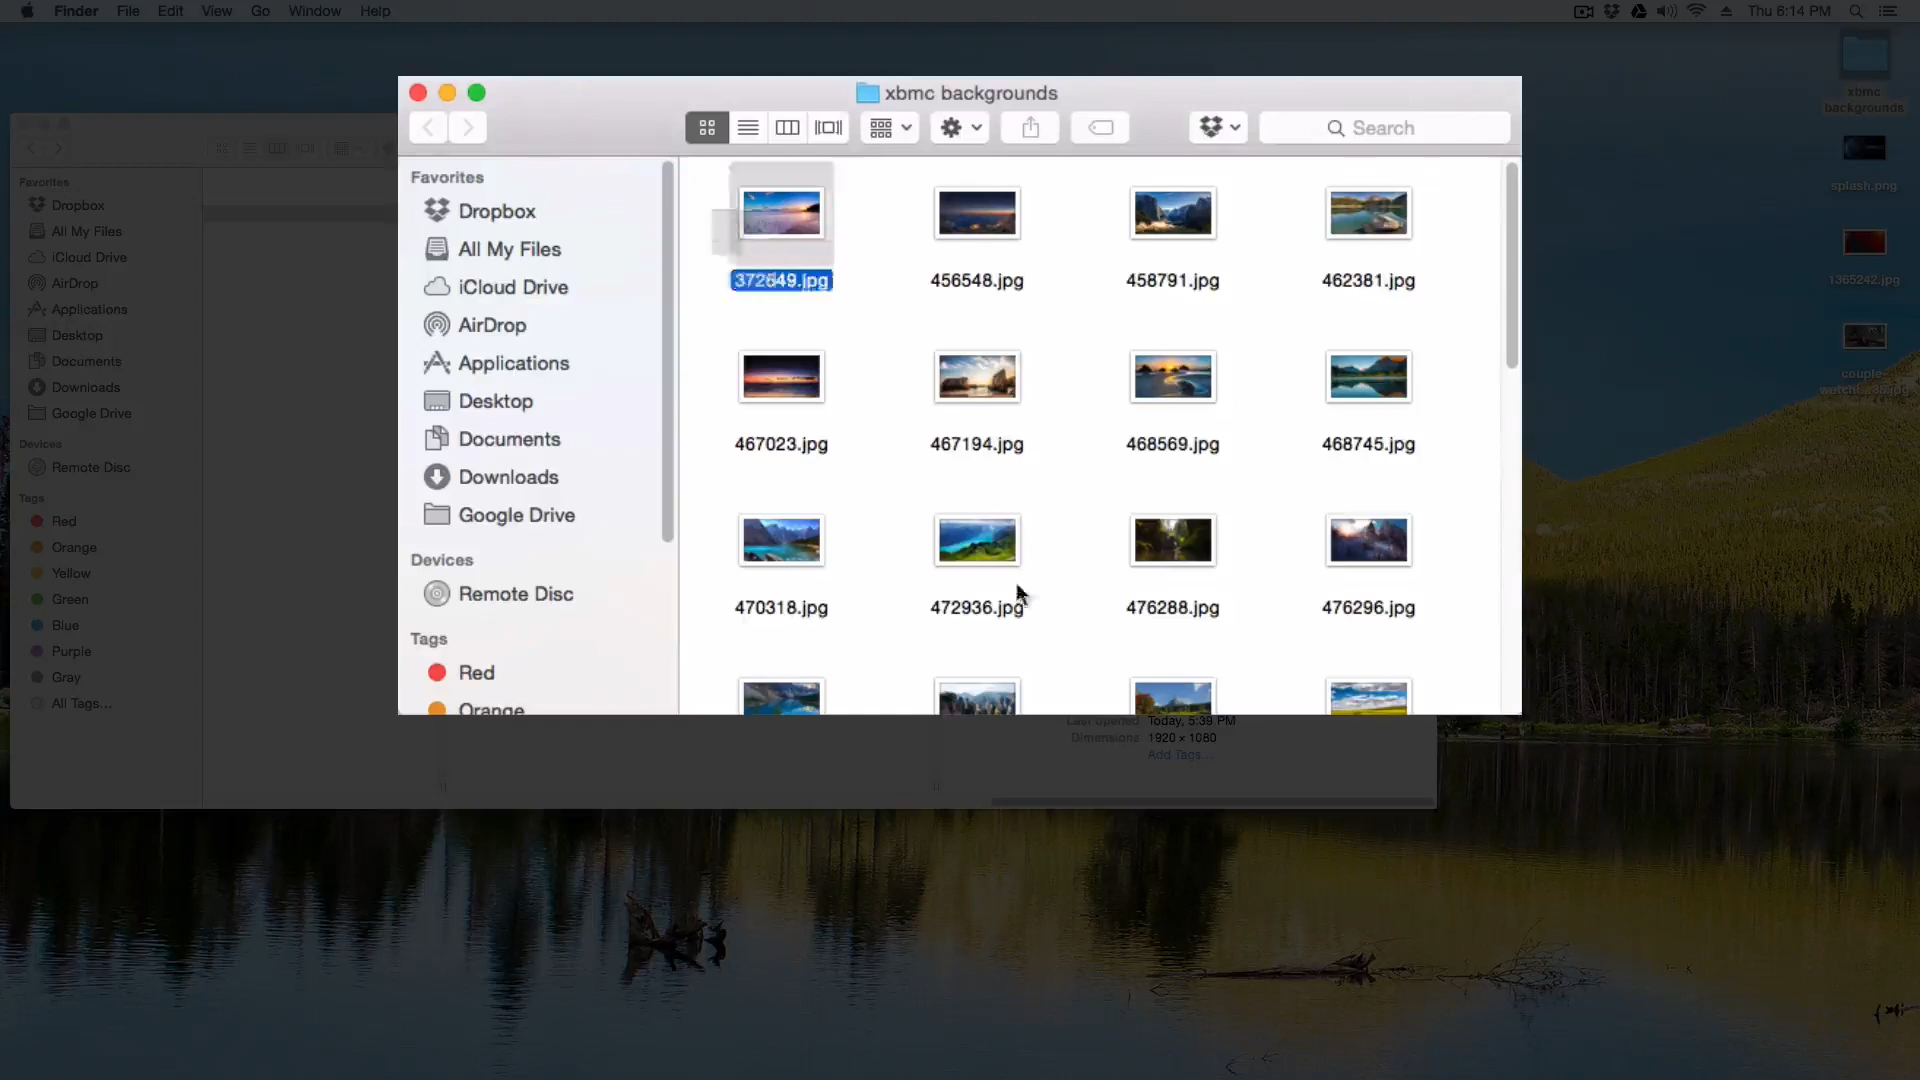 Finder File Edit View Go Window Help
Thu 6:14 PM
xbmc backgrounds
Search
Favorites
Dropbox
All My Files
iCloud Drive
AirDrop
Applications
Desktop
Documents
Downloads
Google Drive
Devices
Remote Disc
Tags
Red
Orange
456548.jpg
458791.jpg
462381.jpg
467023.jpg
467194.jpg
468569.jpg
468745.jpg
470318.jpg
472936.jpg
476288.jpg
476296.jpg
Favorites
Dropbox
All My Files
iCloud Drive
AirDrop
Applications
Desktop
Documents
Downloads
Google Drive
Devices
Remote Disc
Tags
Red
Orange
Yellow
Green
Blue
Purple
Gray
All Tags...
Last opened Today, 5:39 PM
Dimensions 1920 × 1080
Add Tags...
xbmc
backgrounds
splash.png
1365242.jpg
couple-